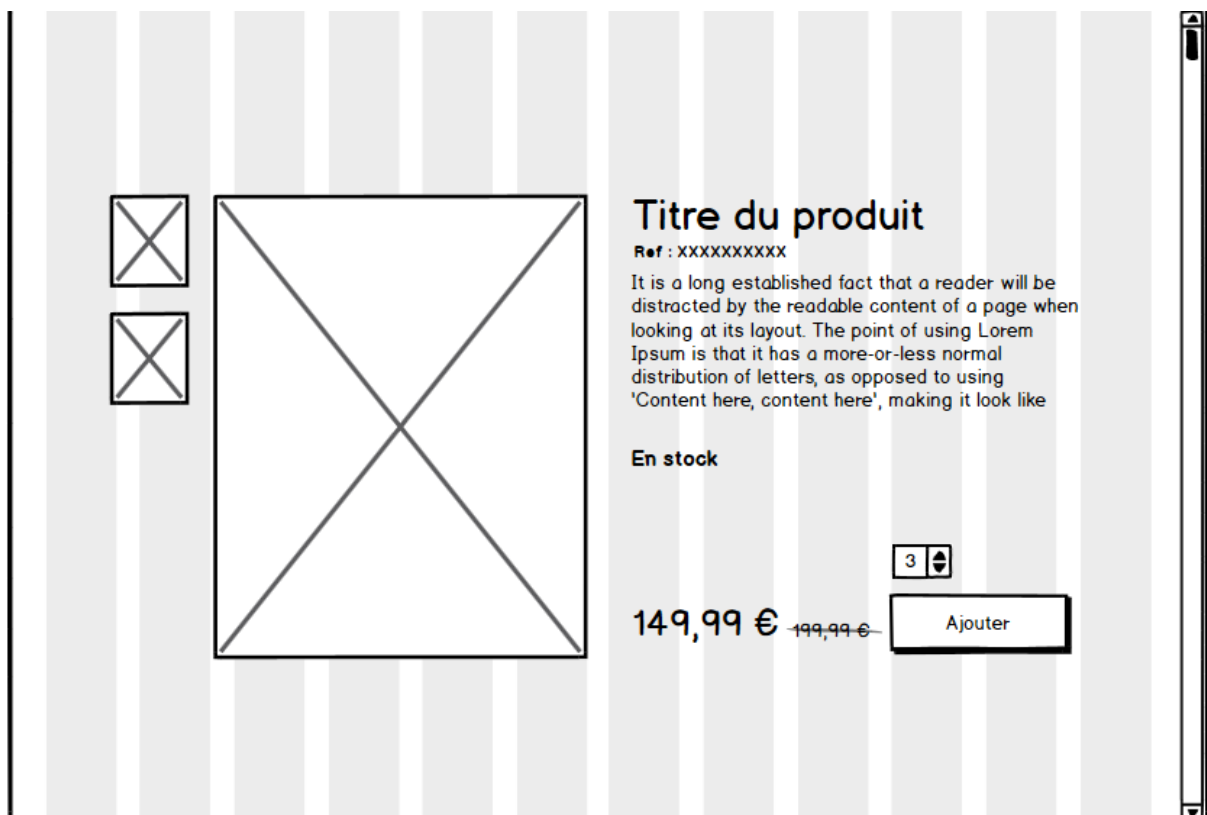 Titre du produit
Ref : XXXXXXXXXX
It is a long established fact that a reader will be
distracted by the readable content of a page when
looking at its layout. The point of using Lorem
Ipsum is that it has a more-or-less normal
distribution of letters, as opposed to using
'Content here, content here', making it look like
En stock
3
149,99 € 199,99 € Ajouter